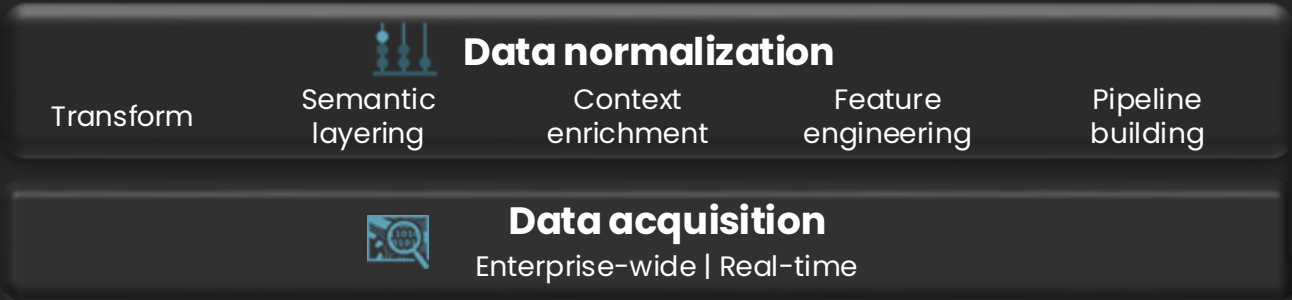 Data normalization
Transform
Semantic
layering
Context
enrichment
Feature
engineering
Pipeline
building
Data acquisition
Enterprise-wide | Real-time